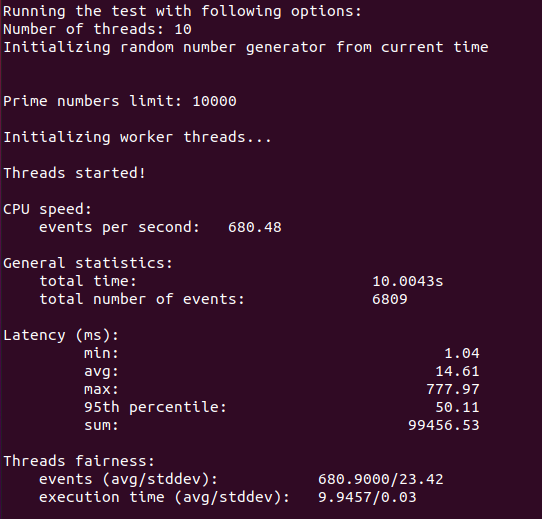 Running the test with following options:
Number of threads: 10
Initializing random number generator from current time
Prime numbers limit: 10000
Initializing worker threads...
Threads started!
CPU speed:
events per second: 680.48
General statistics:
total time: 10.0043s
total number of events: 6809
Latency (ms):
min: 1.04
avg: 14.61
max: 777.97
95th percentile: 50.11
sum: 99456.53
Threads fairness:
events (avg/stddev): 680.9000/23.42
execution time (avg/stddev): 9.9457/0.03